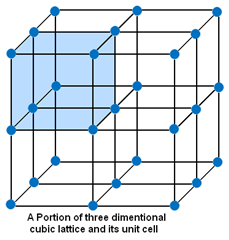 A Portion of three dimentional
cubic lattice and its unit cell